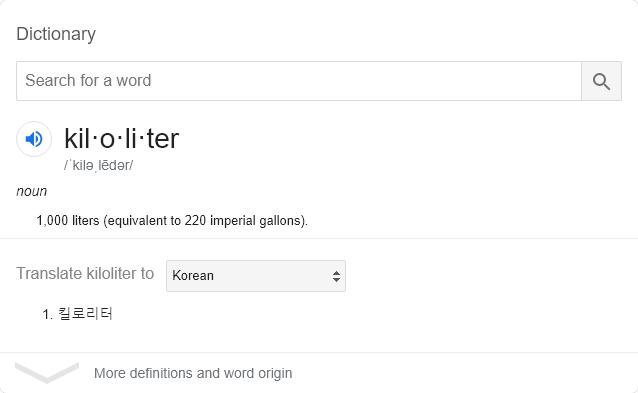 Dictionary
Search for a word
kil·o·li·ter
/ˈkiləˌlēdər/
noun
1,000 liters (equivalent to 220 imperial gallons).
Translate kiloliter to Korean
1. 킬로리터
More definitions and word origin